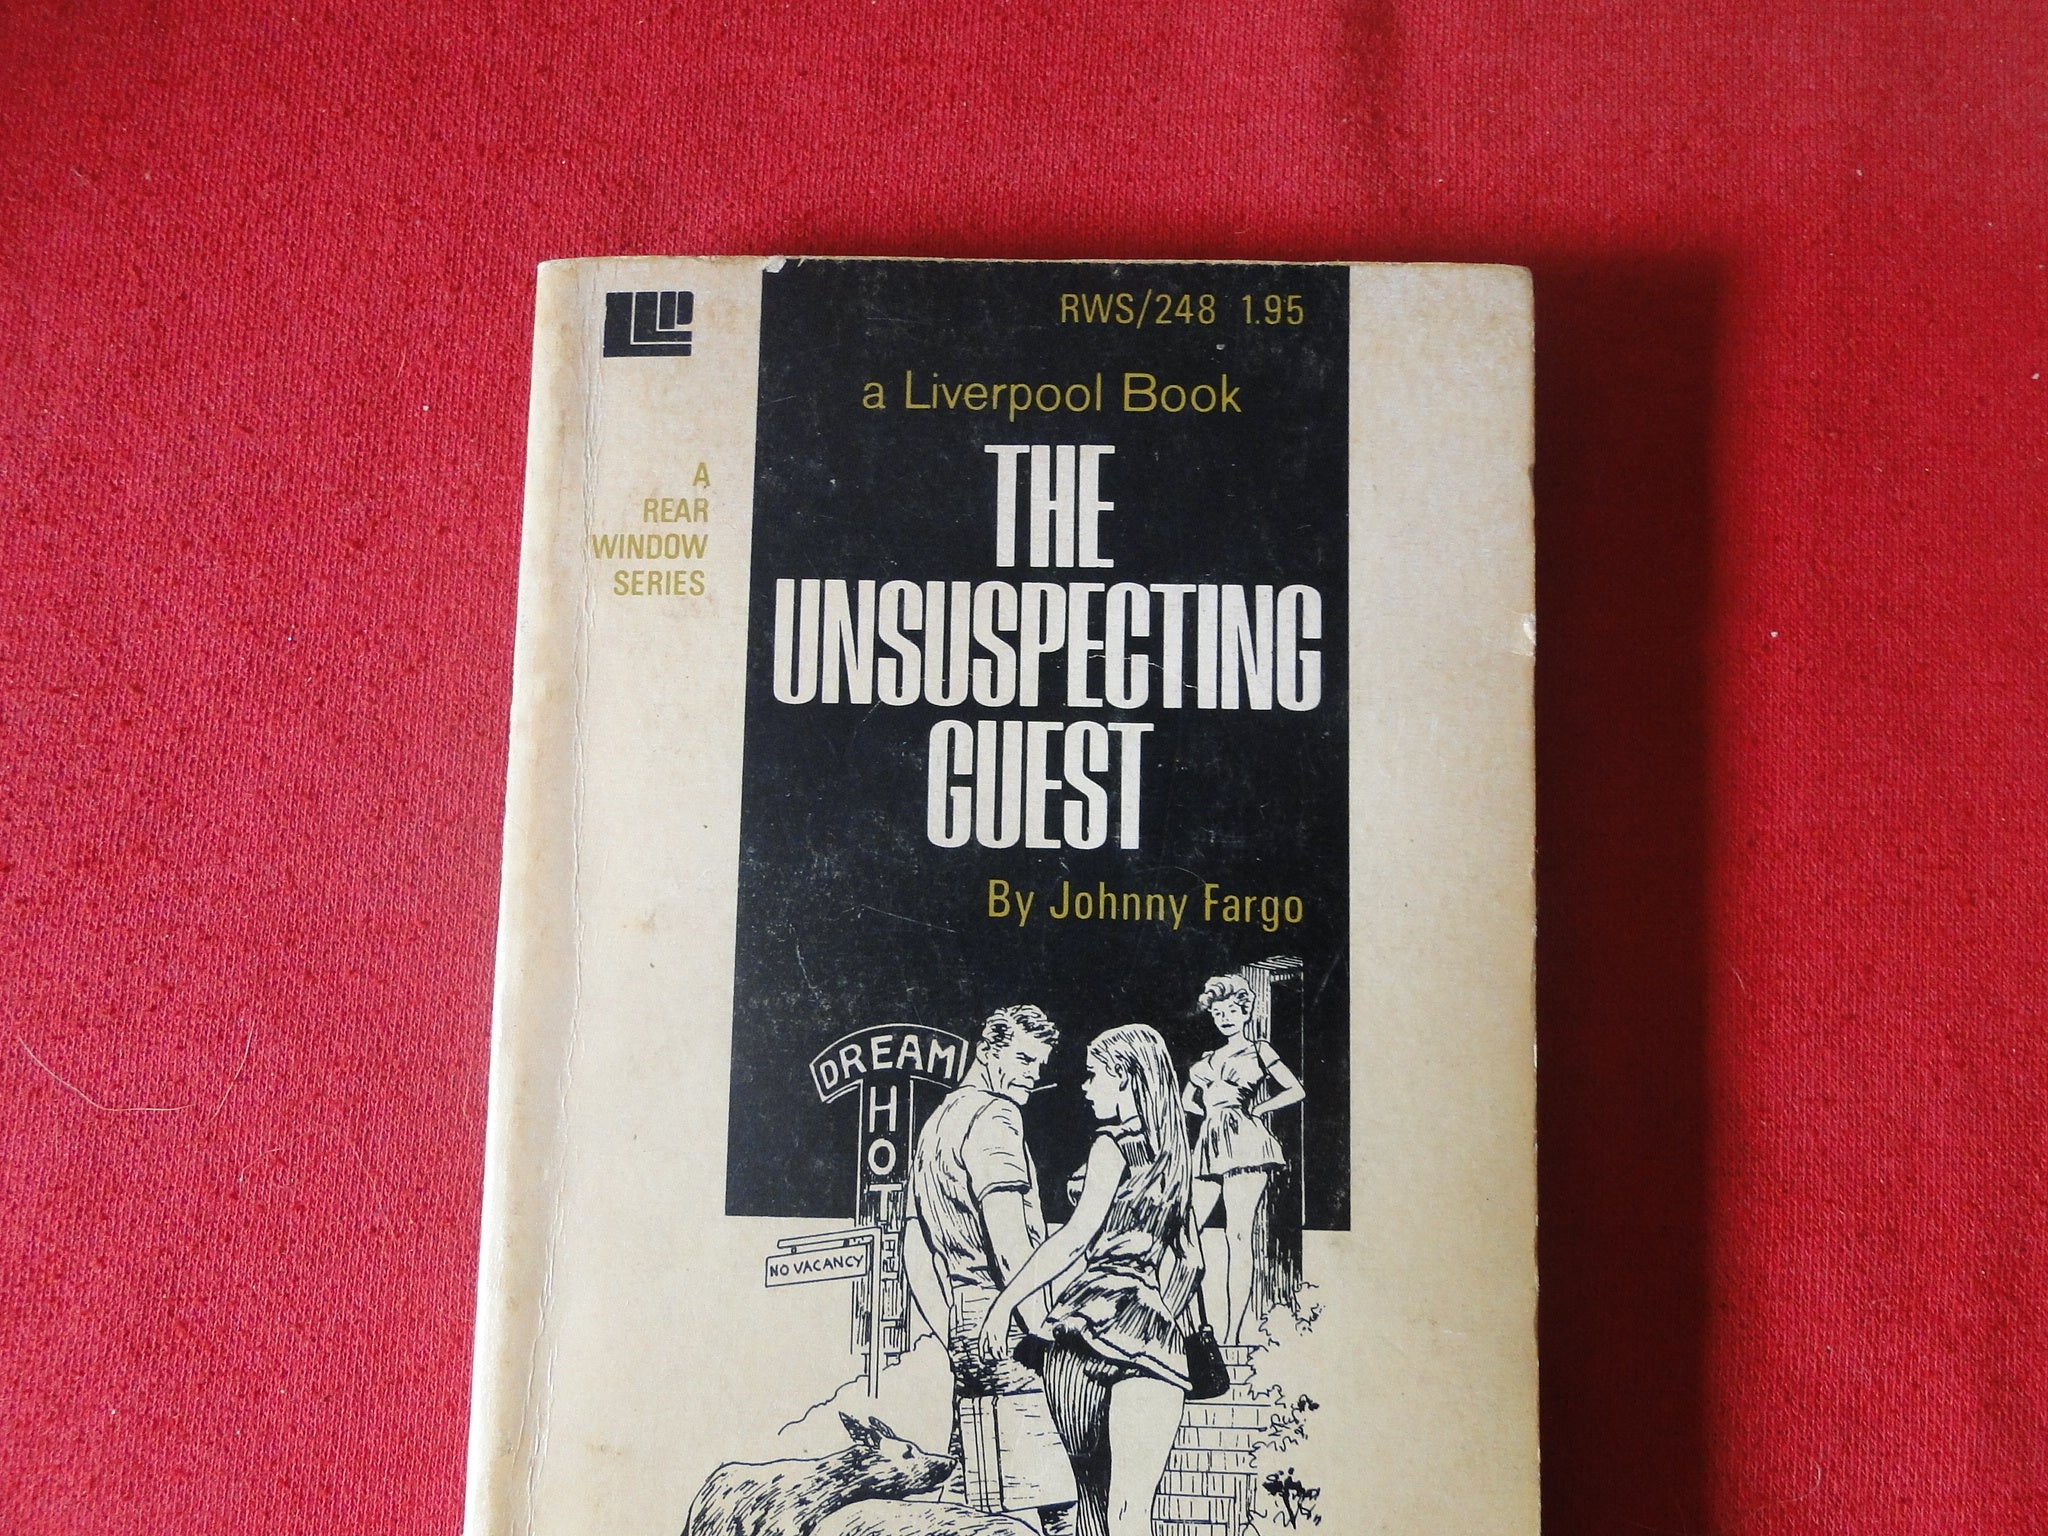 LLP
RWS/248 1.95
a Liverpool Book
A
REAR
WINDOW
SERIES
THE
UNSUSPECTING
GUEST
By Johnny Fargo
DREAM
HOT
NO VACANCY